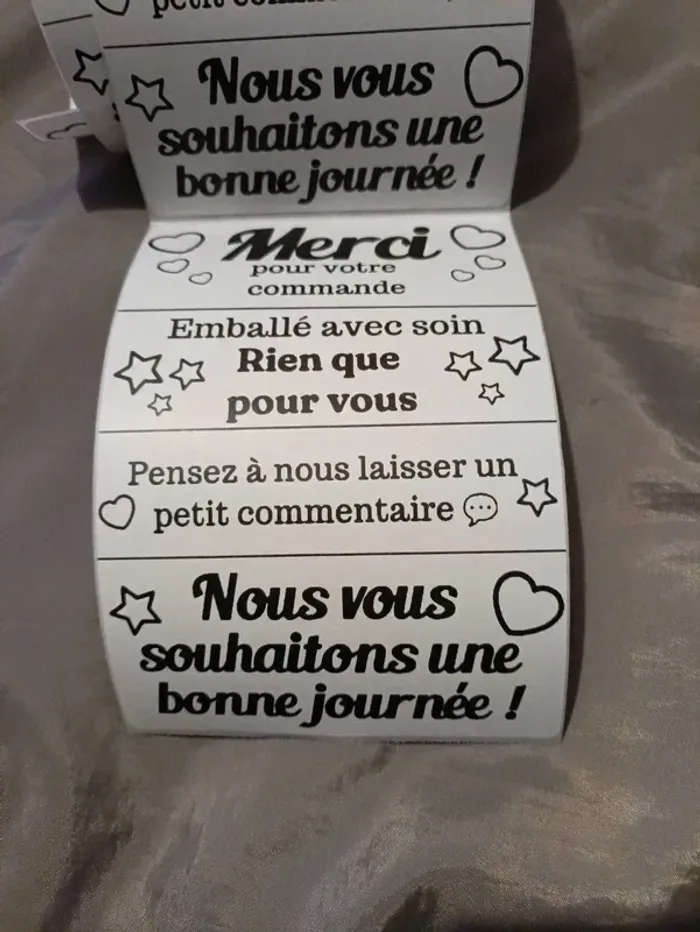 petit
Nous vous
souhaitons une
bonne journée !
Merci
pour votre
commande
Emballé avec soin
Rien que
pour vous
Pensez à nous laisser un
petit commentaire
Nous vous
souhaitons une
bonne journée !